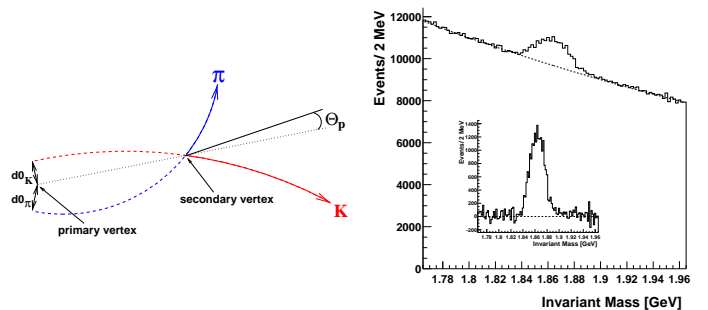 π
Θp
d0K
d0π
secondary vertex
primary vertex
K
Events/ 2 MeV
12000
10000
8000
6000
4000
2000
0
1.78 1.8 1.82 1.84 1.86 1.88 1.9 1.92 1.94 1.96
Invariant Mass [GeV]
Events/ 2 MeV
1400
1200
1000
800
600
400
200
0
-200
1.78 1.8 1.82 1.84 1.86 1.88 1.9 1.92 1.94 1.96
Invariant Mass [GeV]